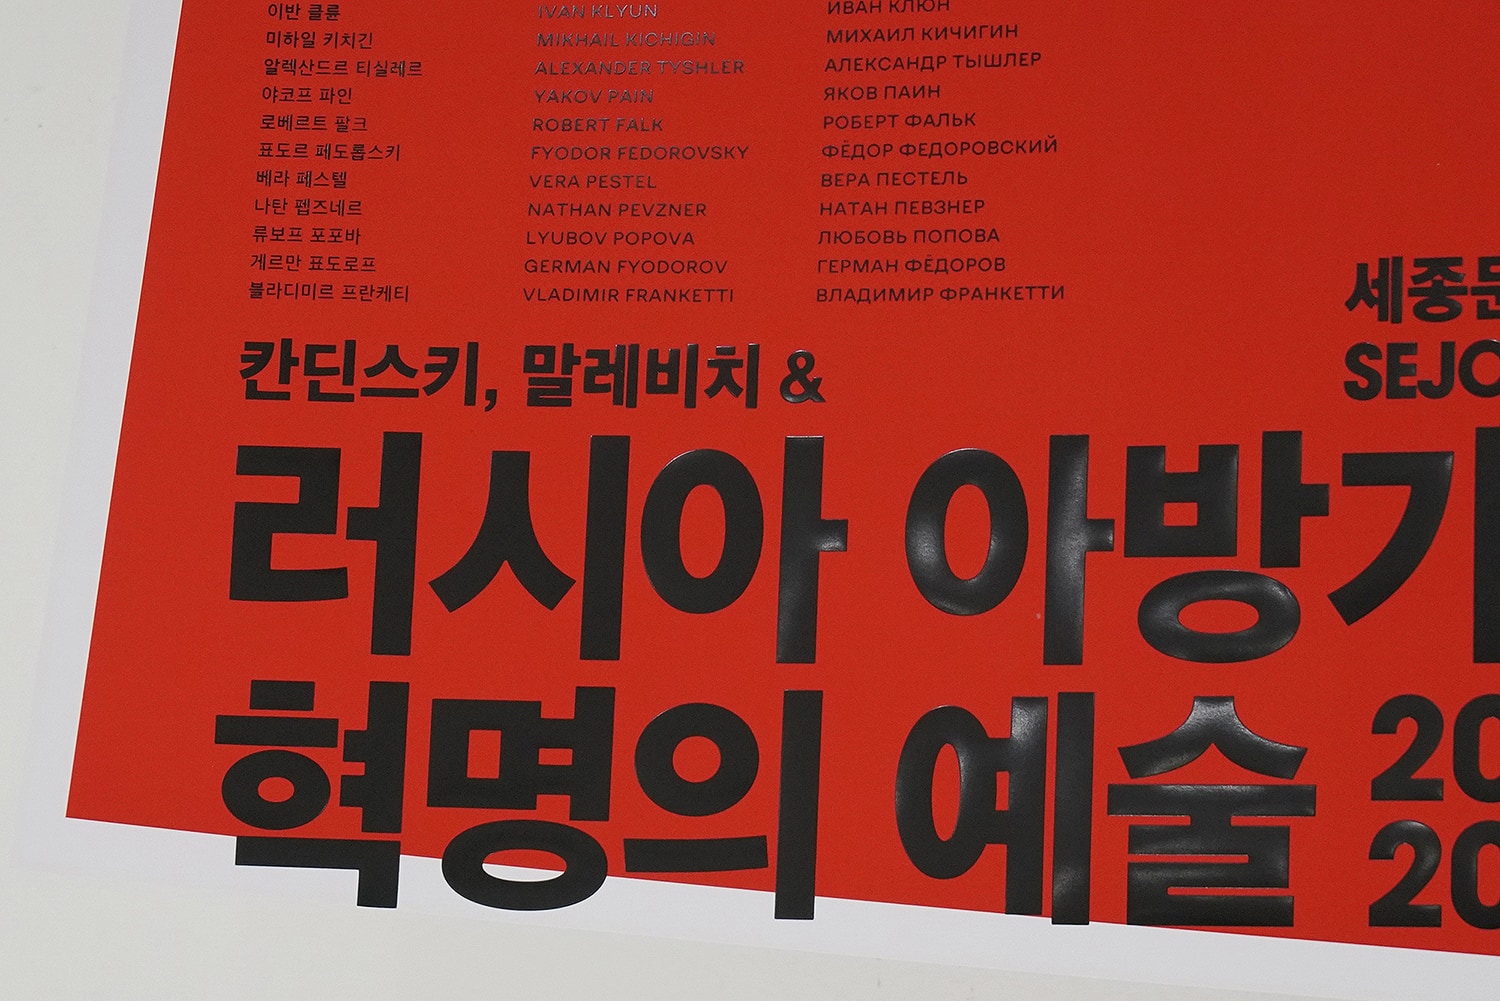 이반 클륜 IVAN KLYUN ИВАН КЛЮН
미하일 키치긴 MIKHAIL KICHIGIN МИХАИЛ КИЧИГИН
알렉산드르 티실레르 ALEXANDER TYSHLER АЛЕКСАНДР ТЫШЛЕР
야코프 파인 YAKOV PAIN ЯКОВ ПАИН
로베르트 팔크 ROBERT FALK РОБЕРТ ФАЛЬК
표도르 페도롭스키 FYODOR FEDOROVSKY ФЁДОР ФЕДОРОВСКИЙ
베라 페스텔 VERA PESTEL ВЕРА ПЕСТЕЛЬ
나탄 펩즈네르 NATHAN PEVZNER НАТАН ПЕВЗНЕР
류보프 포포바 LYUBOV POPOVA ЛЮБОВЬ ПОПОВА
게르만 표도로프 GERMAN FYODOROV ГЕРМАН ФЁДОРОВ
블라디미르 프란케티 VLADIMIR FRANKETTI ВЛАДИМИР ФРАНКЕТТИ
세종문
SEJO
칸딘스키, 말레비치 &
러시아 아방가
혁명의 예술
20
20